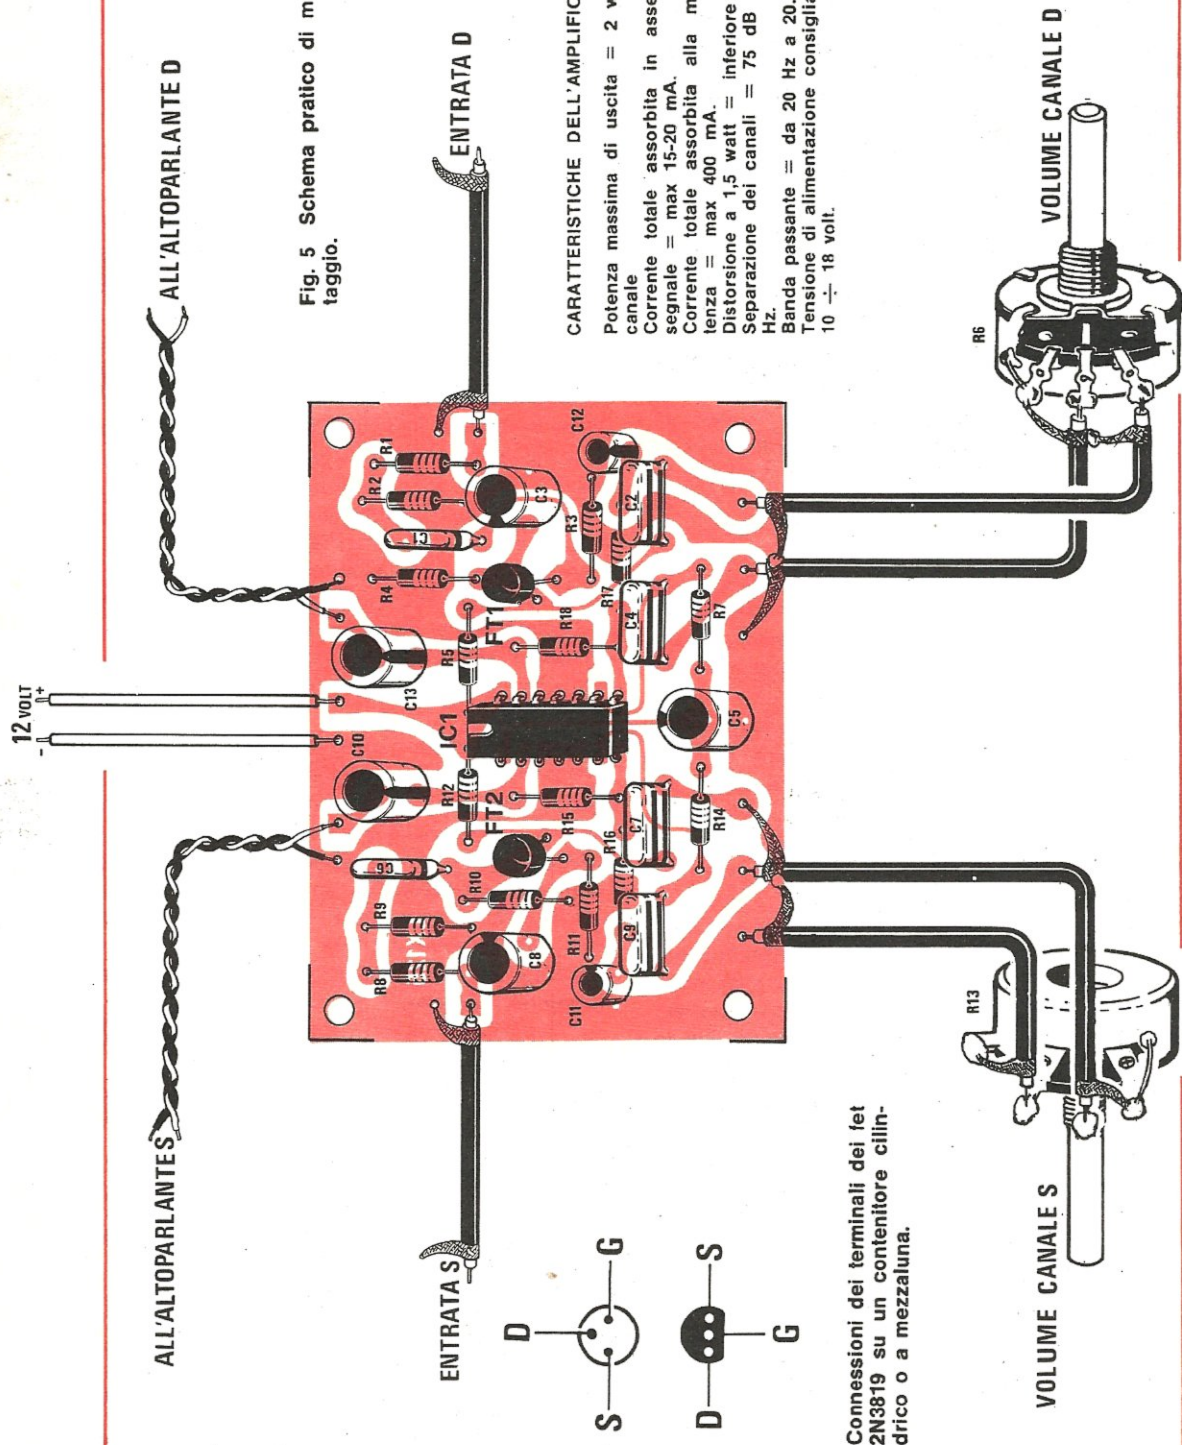 12 VOLT
-
+
ALL'ALTOPARLANTE S
ALL'ALTOPARLANTE D
Fig. 5 Schema pratico di m
taggio.
ENTRATA S
ENTRATA D
CARATTERISTICHE DELL'AMPLIFIC
Potenza massima di uscita = 2 w
canale
Corrente totale assorbita in asse
segnale = max 15-20 mA.
Corrente totale assorbita alla m
tenza = max 400 mA.
Distorsione a 1,5 watt = inferiore
Separazione dei canali = 75 dB
Hz.
Banda passante = da 20 Hz a 20.
Tensione di alimentazione consiglia
10 ÷ 18 volt.
C10
C13
R8
R9
C6
R12
IC1
R5
R4
C1
R2
R1
C8
R10
FT2
FT1
C3
C11
R11
R16
R15
R18
R17
R3
C12
C9
C7
C4
C2
R14
C5
R7
S
D
G
D
G
S
Connessioni dei terminali dei fet
2N3819 su un contenitore cilin-
drico o a mezzaluna.
R13
R6
VOLUME CANALE S
VOLUME CANALE D